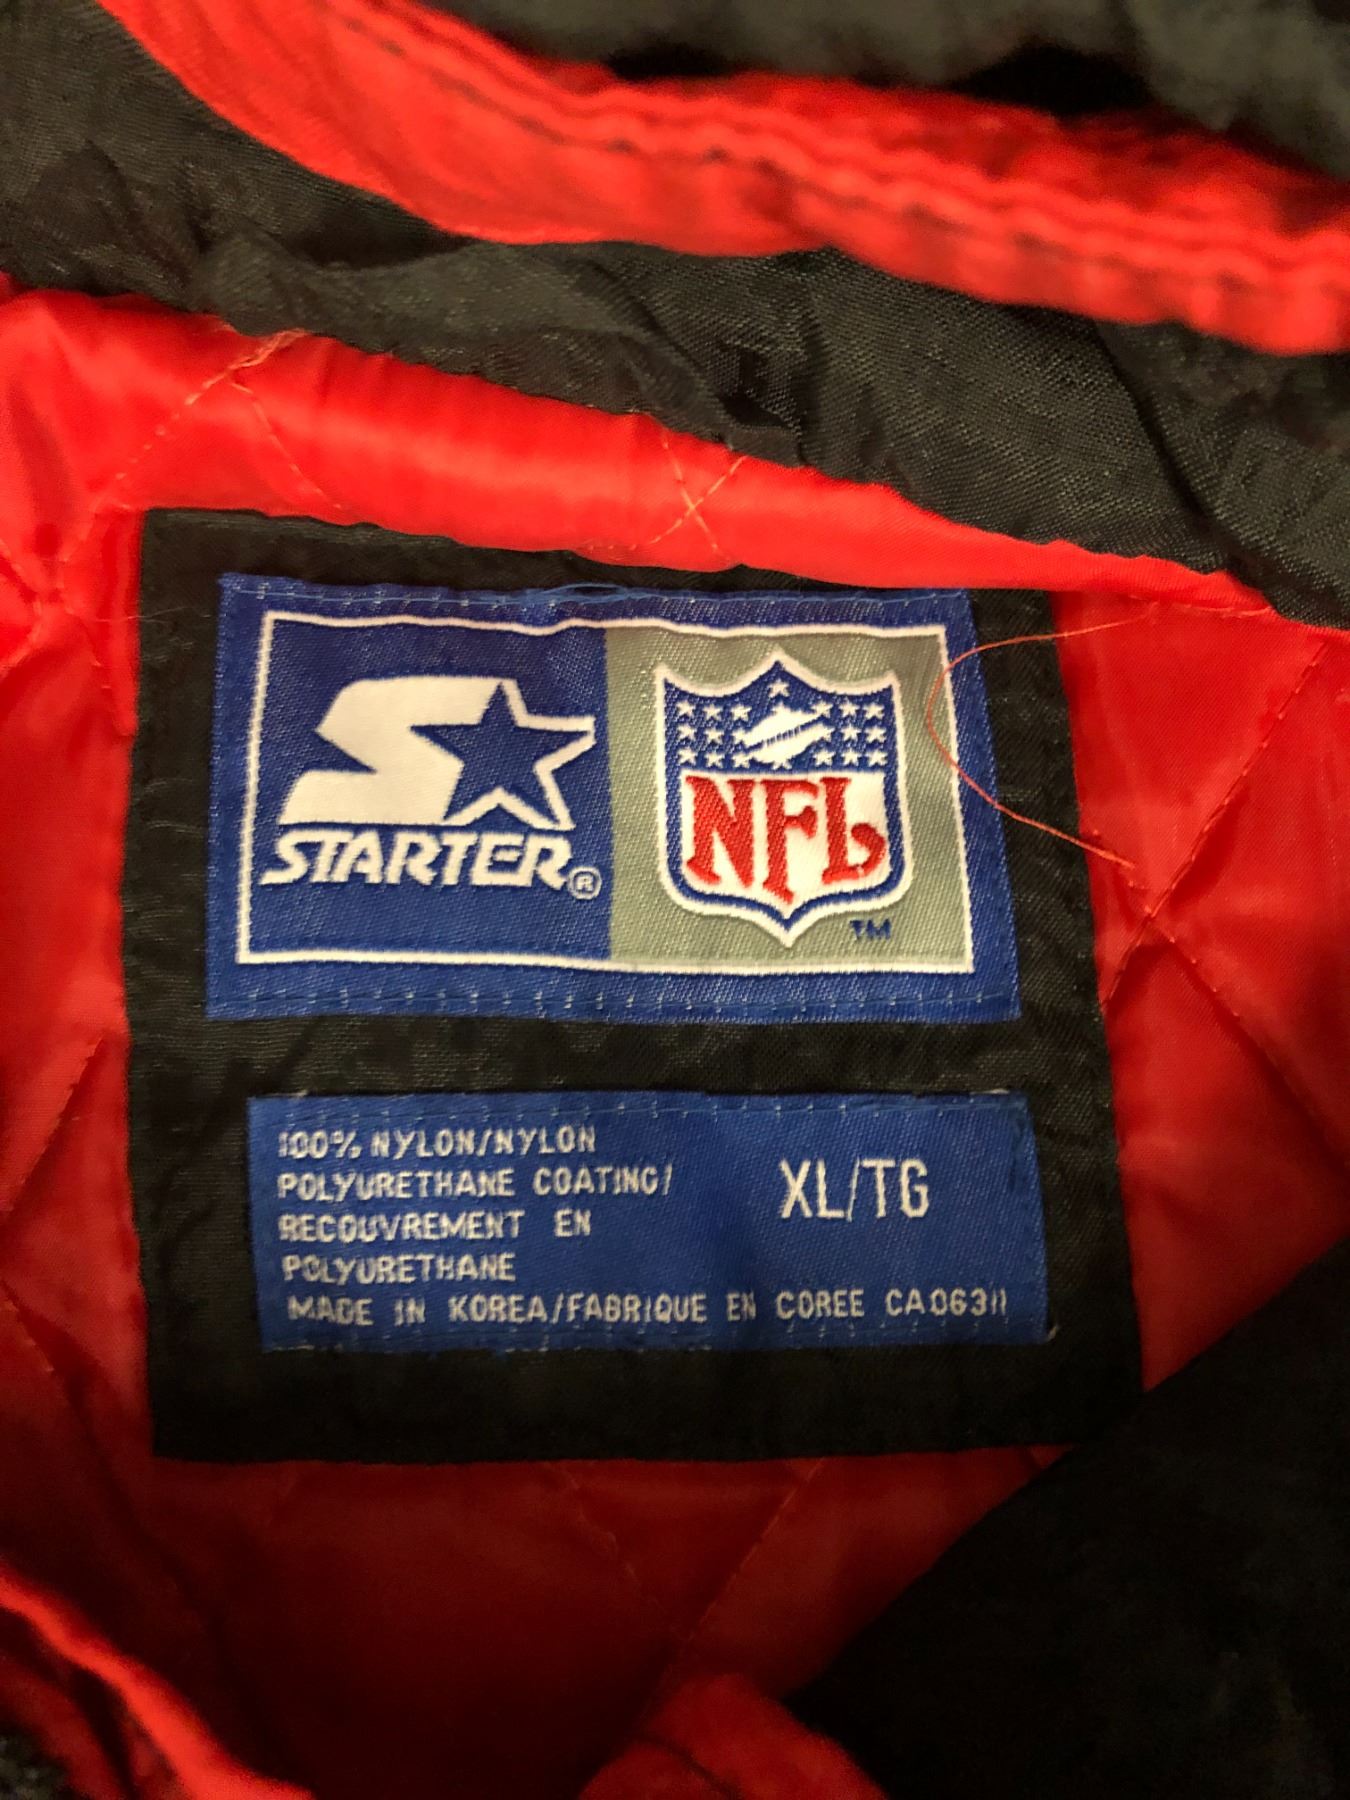 STARTER®
NFL
TM
100% NYLON/NYLON
POLYURETHANE COATING/
RECOUVREMENT EN
POLYURETHANE
XL/TG
MADE IN KOREA/FABRIQUE EN COREE CA06311